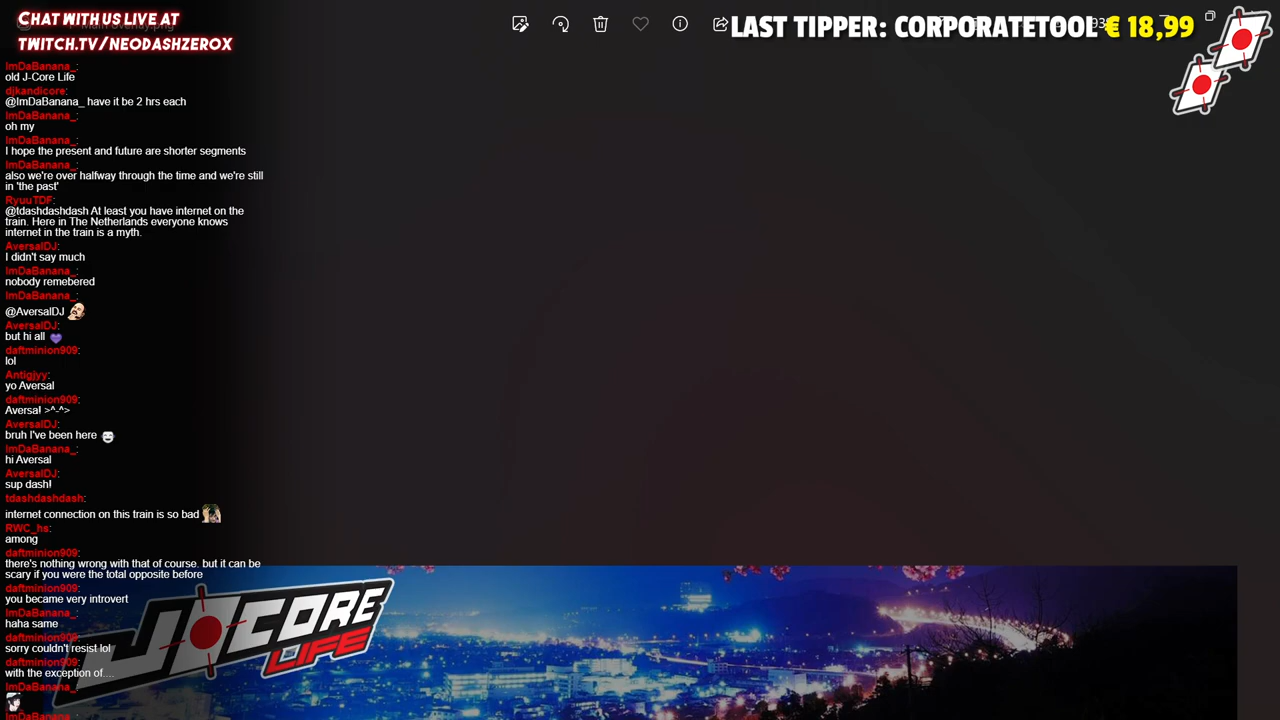 CHAT WITH US LIVE AT
TWITCH.TV/NEODASHZEROX
LAST TIPPER: CORPORATETOOL € 18,99
ImDaBanana_:
old J-Core Life
djkandicore:
@ImDaBanana_ have it be 2 hrs each
ImDaBanana_:
oh my
ImDaBanana_:
I hope the present and future are shorter segments
ImDaBanana_:
also we're over halfway through the time and we're still
in 'the past'
RyuuTDF:
@tdashdashdash At least you have internet on the
train. Here in The Netherlands everyone knows
internet in the train is a myth.
AversalDJ:
I didn't say much
ImDaBanana_:
nobody remebered
ImDaBanana_:
@AversalDJ
AversalDJ:
but hi all
daftminion909:
lol
Antigjyy:
yo Aversal
daftminion909:
Aversal >^-^>
AversalDJ:
bruh I've been here
ImDaBanana_:
hi Aversal
AversalDJ:
sup dash!
tdashdashdash:
internet connection on this train is so bad
RWC_hs:
among
daftminion909:
there's nothing wrong with that of course. but it can be
scary if you were the total opposite before
daftminion909:
you became very introvert
ImDaBanana_:
haha same
daftminion909:
sorry couldn't resist lol
daftminion909:
with the exception of....
ImDaBanana_:
ImDaBanana_:
J-CORE
LIFE